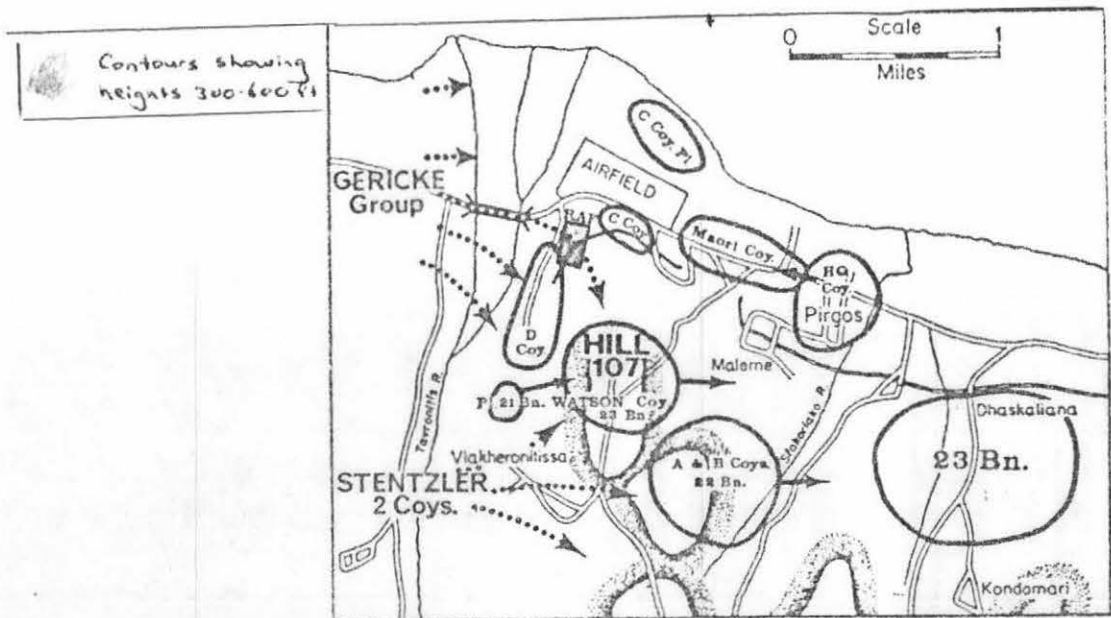 Contours showing
heights 300-600 ft
Scale
0 1
Miles
C Coy. Pl
AIRFIELD
GERICKE
Group
RAF
C Coy
Maori Coy.
HQ
Coy.
Pirgos
D
Coy.
HILL
107
Maleme
Pl 21 Bn. WATSON Coy
23 Bn.
Tavronitis R.
Vlakheronitissa
A & B Coys.
22 Bn.
Dhaskaliana
23 Bn.
STENTZLER
2 Coys.
Kondomari